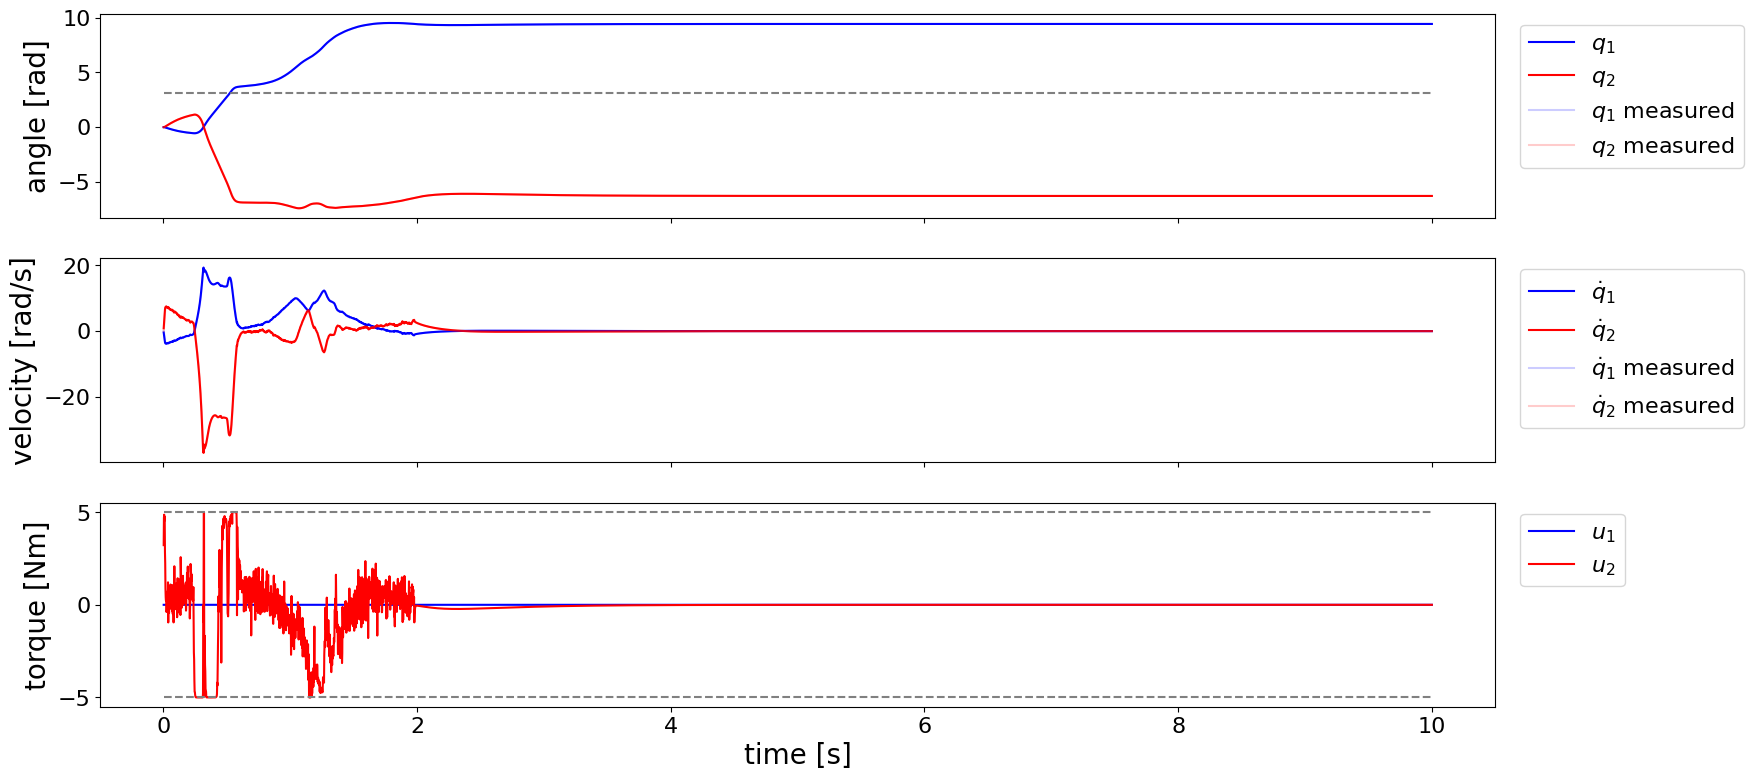 10
5
0
−5
angle [rad]
q₁
q₂
q₁ measured
q₂ measured
20
0
−20
velocity [rad/s]
q̇₁
q̇₂
q̇₁ measured
q̇₂ measured
5
0
−5
torque [Nm]
u₁
u₂
0 2 4 6 8 10
time [s]